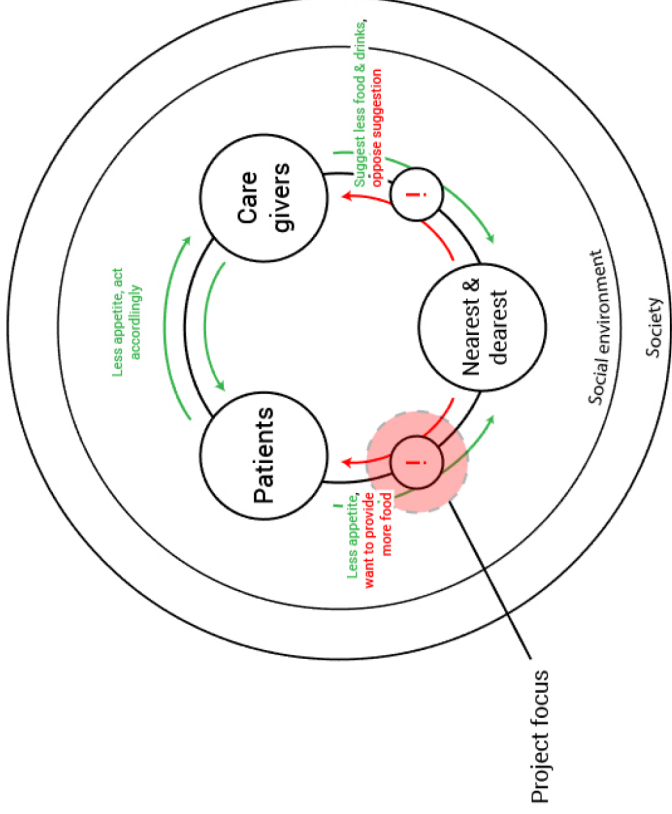 Less appetite, act
accordlingly
Patients
Care
givers
Less appetite,
want to provide
more food
!
Suggest less food & drinks,
oppose suggestion
!
Nearest &
dearest
Social environment
Society
Project focus